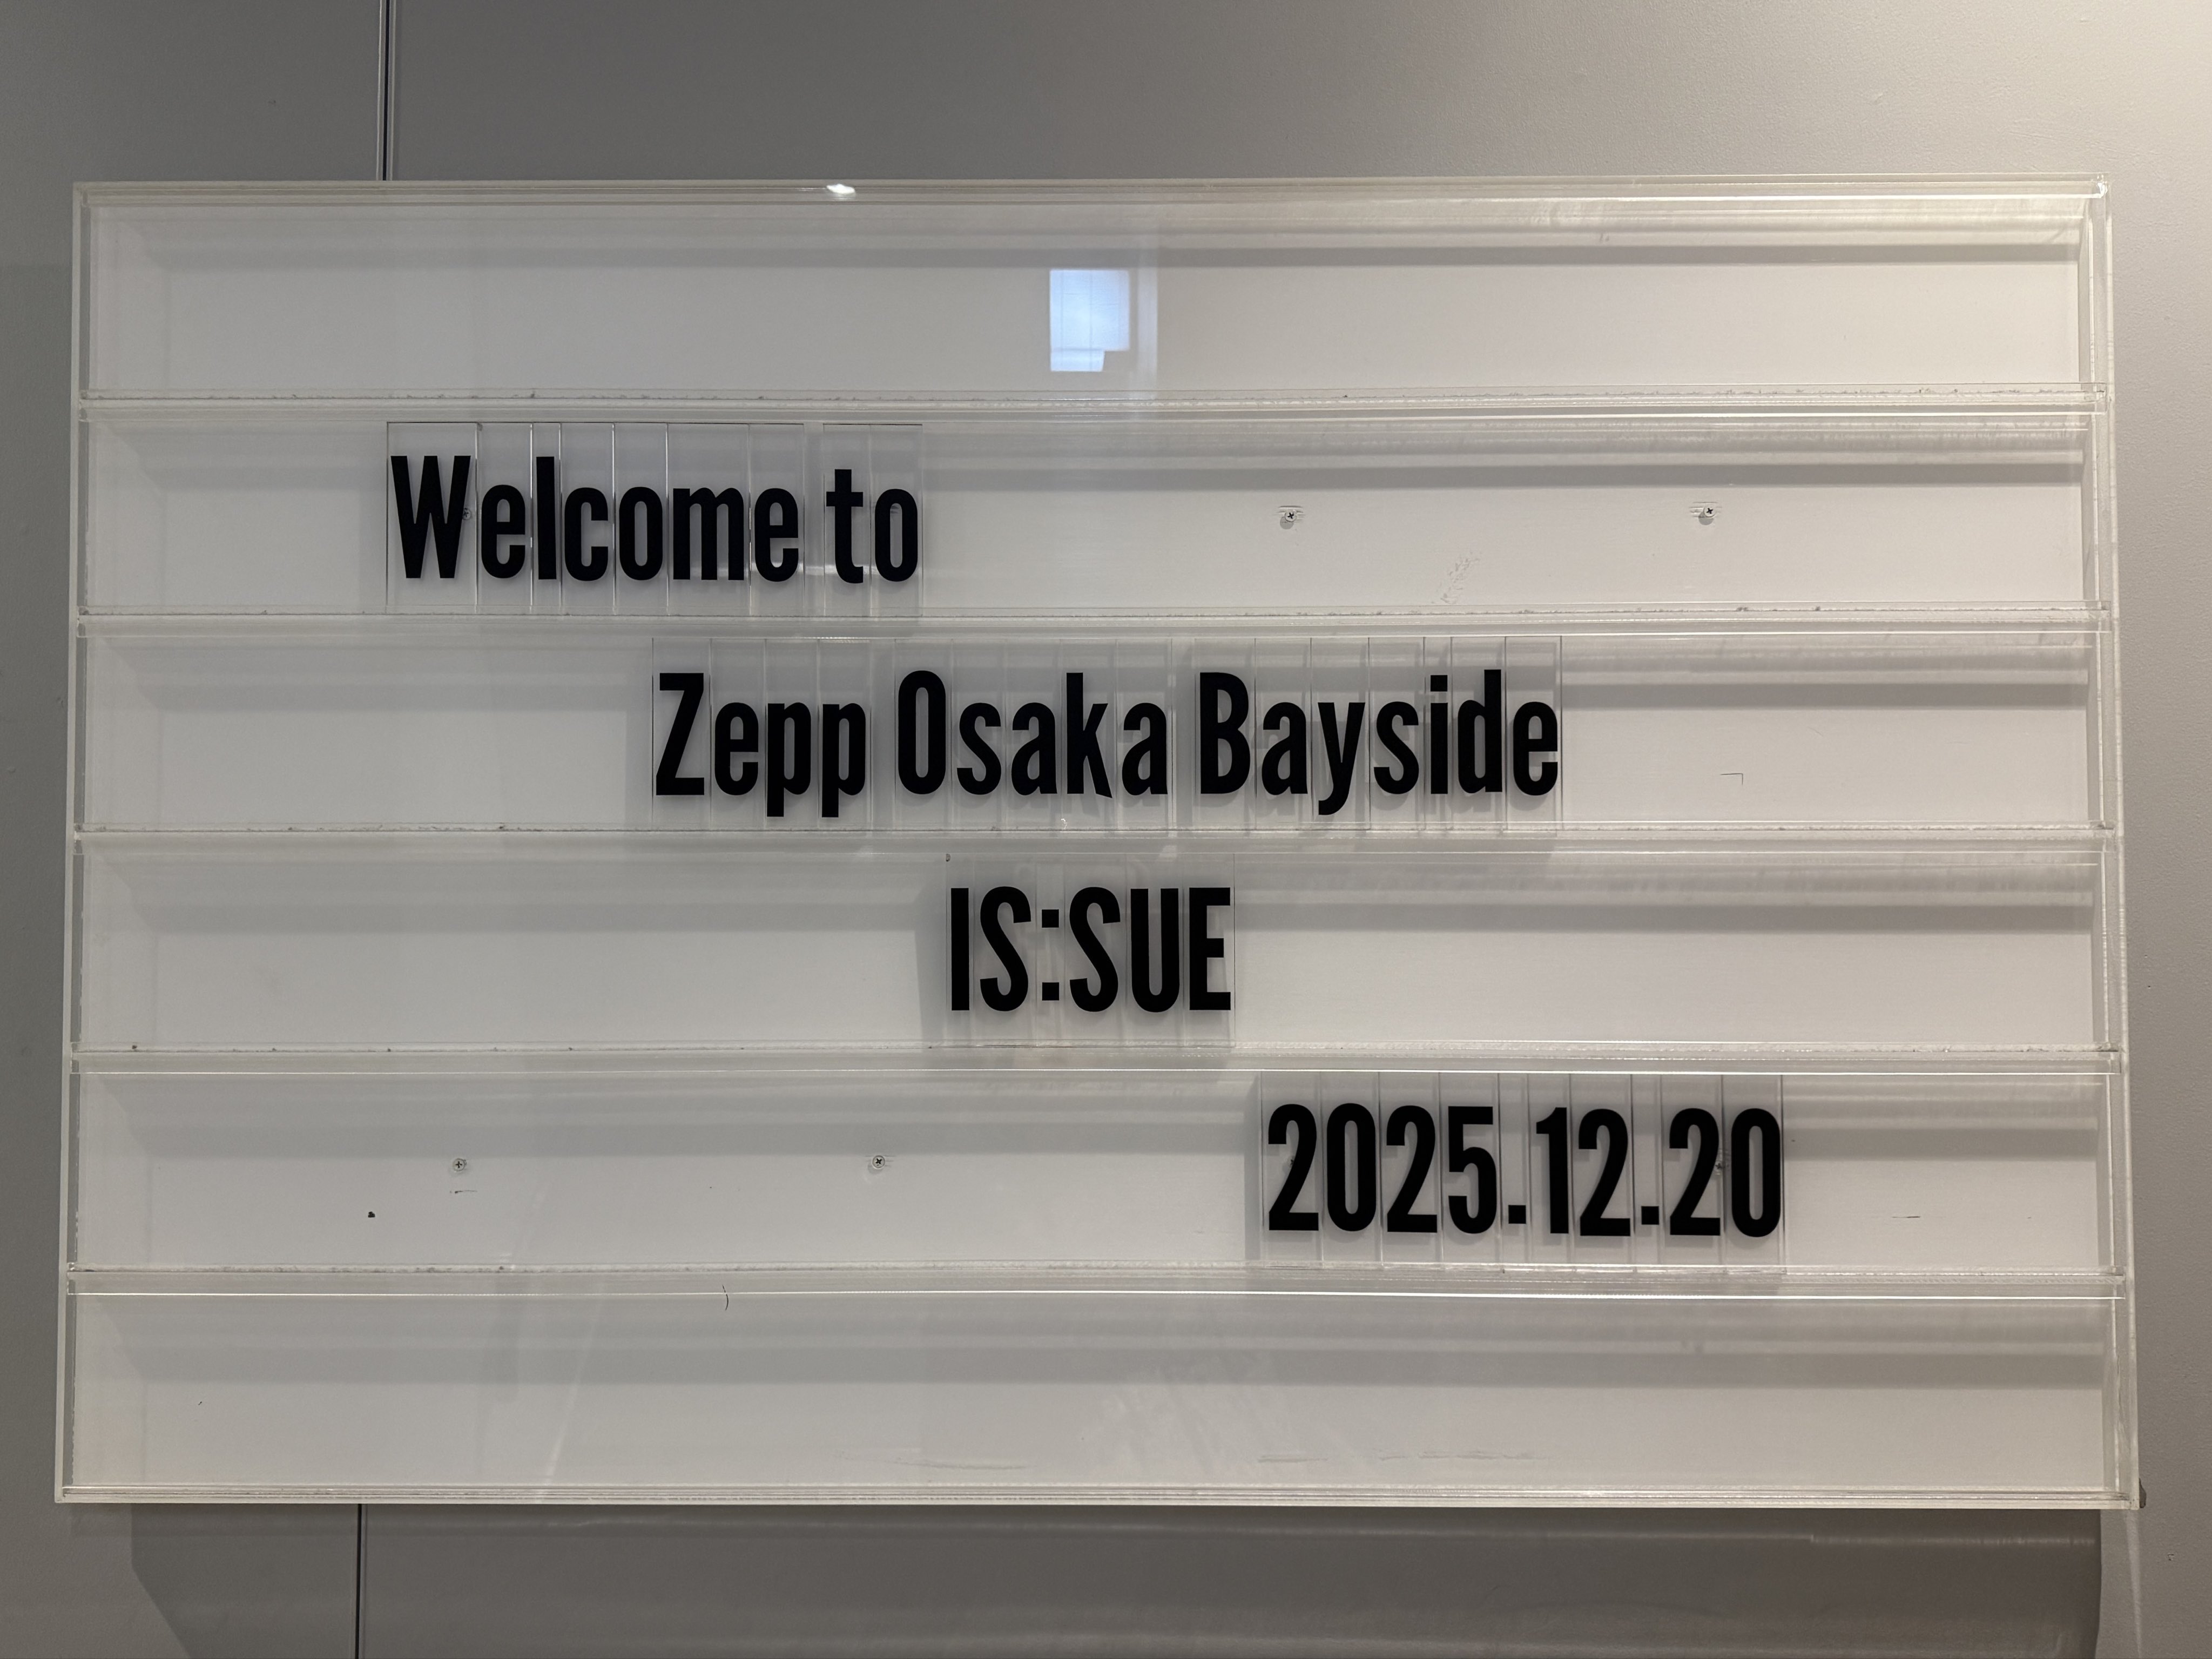 Welcome to
Zepp Osaka Bayside
IS:SUE
2025.12.20